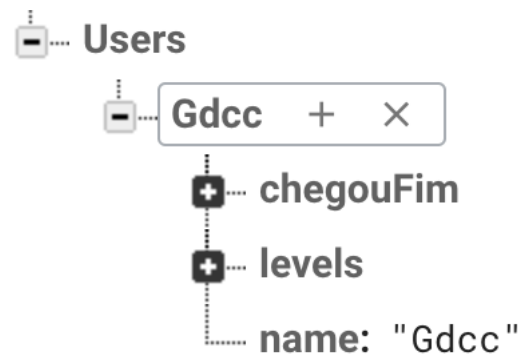 Users
Gdcc + ×
chegouFim
levels
name: "Gdcc"